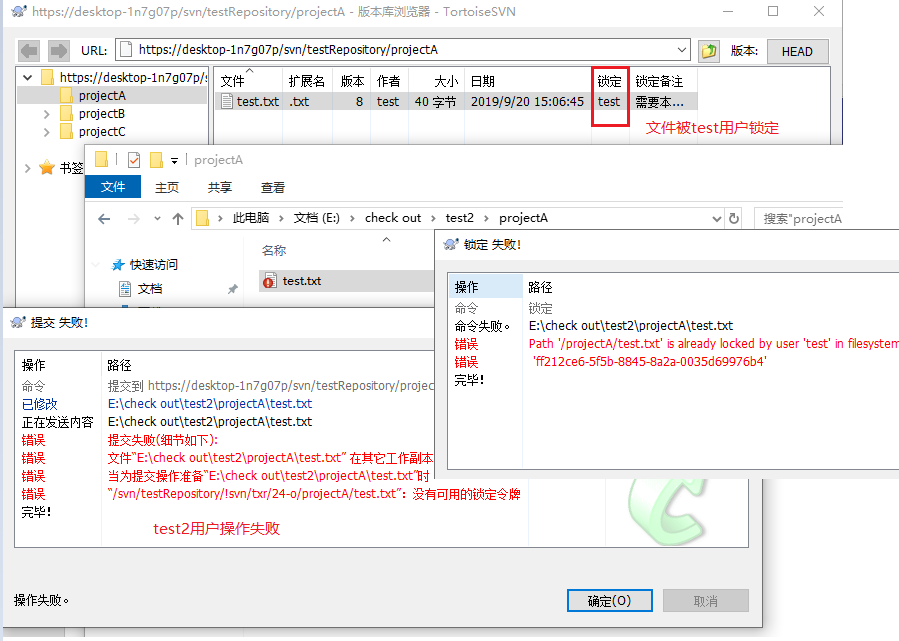 https://desktop-1n7g07p/svn/testRepository/projectA - 版本库浏览器 - TortoiseSVN
URL: https://desktop-1n7g07p/svn/testRepository/projectA 版本: HEAD
https://desktop-1n7g07p/s
projectA
projectB
projectC
书签
文件 扩展名 版本 作者 大小 日期 锁定 锁定备注
test.txt .txt 8 test 40 字节 2019/9/20 15:06:45 test 需要本...
文件被test用户锁定
projectA
文件 主页 共享 查看
此电脑 文档 (E:) check out test2 projectA 搜索"projectA
快速访问
文档
名称
test.txt
锁定 失败!
操作 路径
命令 锁定
命令失败。 E:\check out\test2\projectA\test.txt
错误 Path '/projectA/test.txt' is already locked by user 'test' in filesystem
错误 'ff212ce6-5f5b-8845-8a2a-0035d69976b4'
完毕!
提交 失败!
操作 路径
命令 提交到 https://desktop-1n7g07p/svn/testRepository/projec
已修改 E:\check out\test2\projectA\test.txt
正在发送内容 E:\check out\test2\projectA\test.txt
错误 提交失败(细节如下):
错误 文件“E:\check out\test2\projectA\test.txt” 在其它工作副本
错误 当为提交操作准备“E:\check out\test2\projectA\test.txt”时
错误 “/svn/testRepository/!svn/txr/24-o/projectA/test.txt”：没有可用的锁定令牌
完毕!
test2用户操作失败
操作失败。
确定(O) 取消